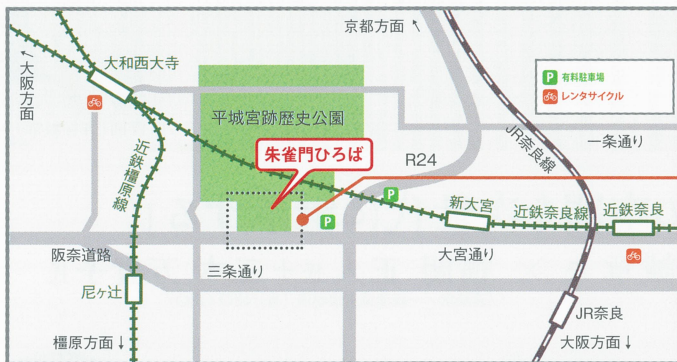 京都方面↑
←大阪方面
大和西大寺
P 有料駐車場
レンタサイクル
平城宮跡歴史公園
近鉄橿原線
朱雀門ひろば
R24
JR奈良線
一条通り
P
P
新大宮
近鉄奈良線
近鉄奈良
阪奈道路
三条通り
大宮通り
尼ヶ辻
JR奈良
橿原方面↓
大阪方面↓